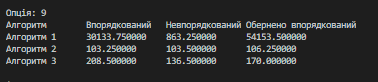 Опція: 9
Алгоритм Впорядкований Невпорядкований Обернено впорядкований
Алгоритм 1 30133.750000 863.250000 54153.500000
Алгоритм 2 103.250000 103.500000 106.250000
Алгоритм 3 208.500000 136.500000 170.000000